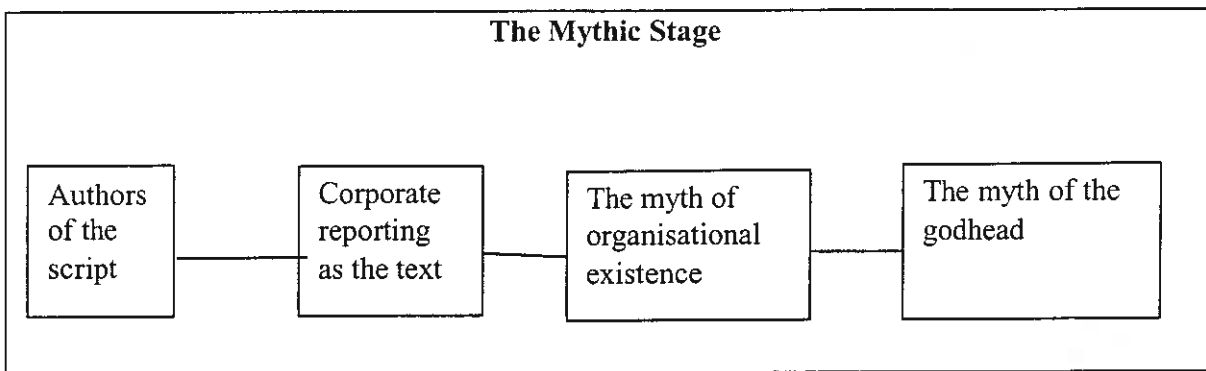 The Mythic Stage
Authors
of the
script
Corporate
reporting
as the text
The myth of
organisational
existence
The myth of the
godhead